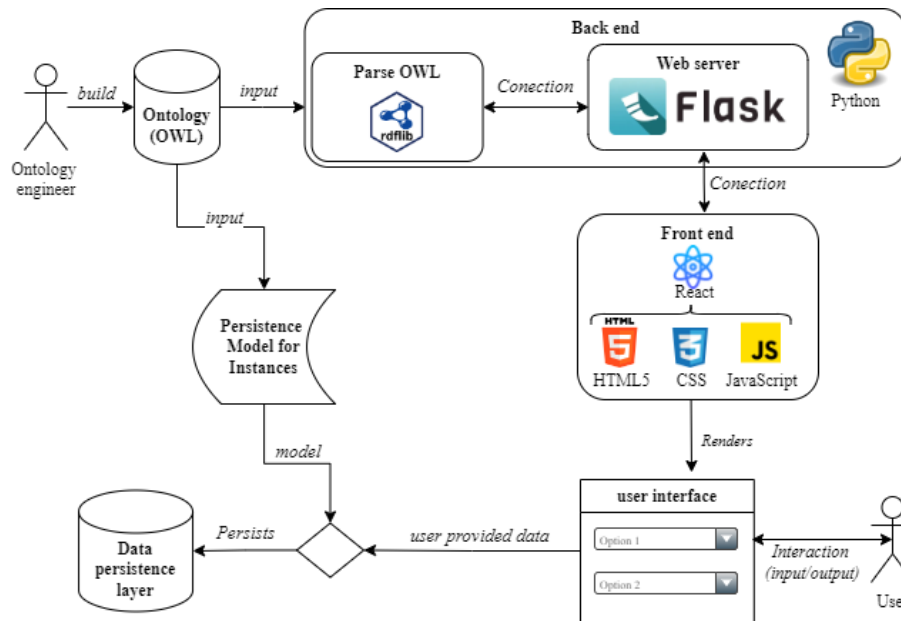 Back end
Python
Parse OWL
rdflib
Conection
Web server
Flask
build
Ontology
(OWL)
input
Ontology
engineer
Conection
input
Front end
React
HTML
HTML5
CSS
JS
JavaScript
Persistence
Model for
Instances
model
Renders
user interface
Option 1
Option 2
Interaction
(input/output)
Use
user provided data
Persists
Data
persistence
layer